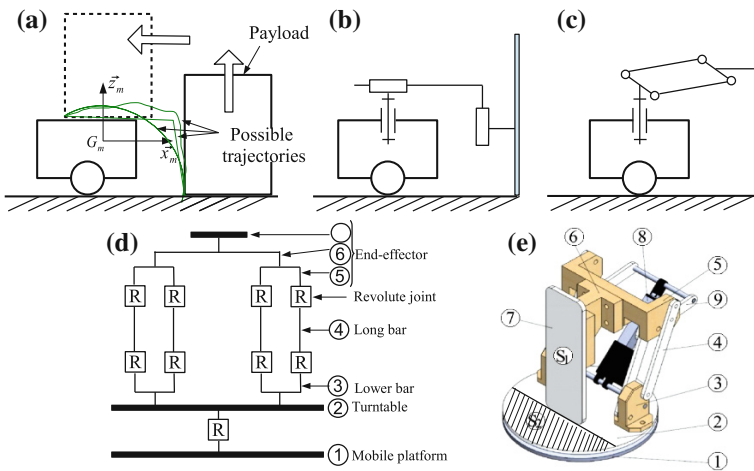 (a)
Payload
z_m
G_m
x_m
Possible
trajectories
(b)
(c)
(d)
6 End-effector
5
R R R R Revolute joint
4 Long bar
R R R R
3 Lower bar
2 Turntable
R
1 Mobile platform
(e)
6
8
5
7
9
S1
4
3
S2
2
1